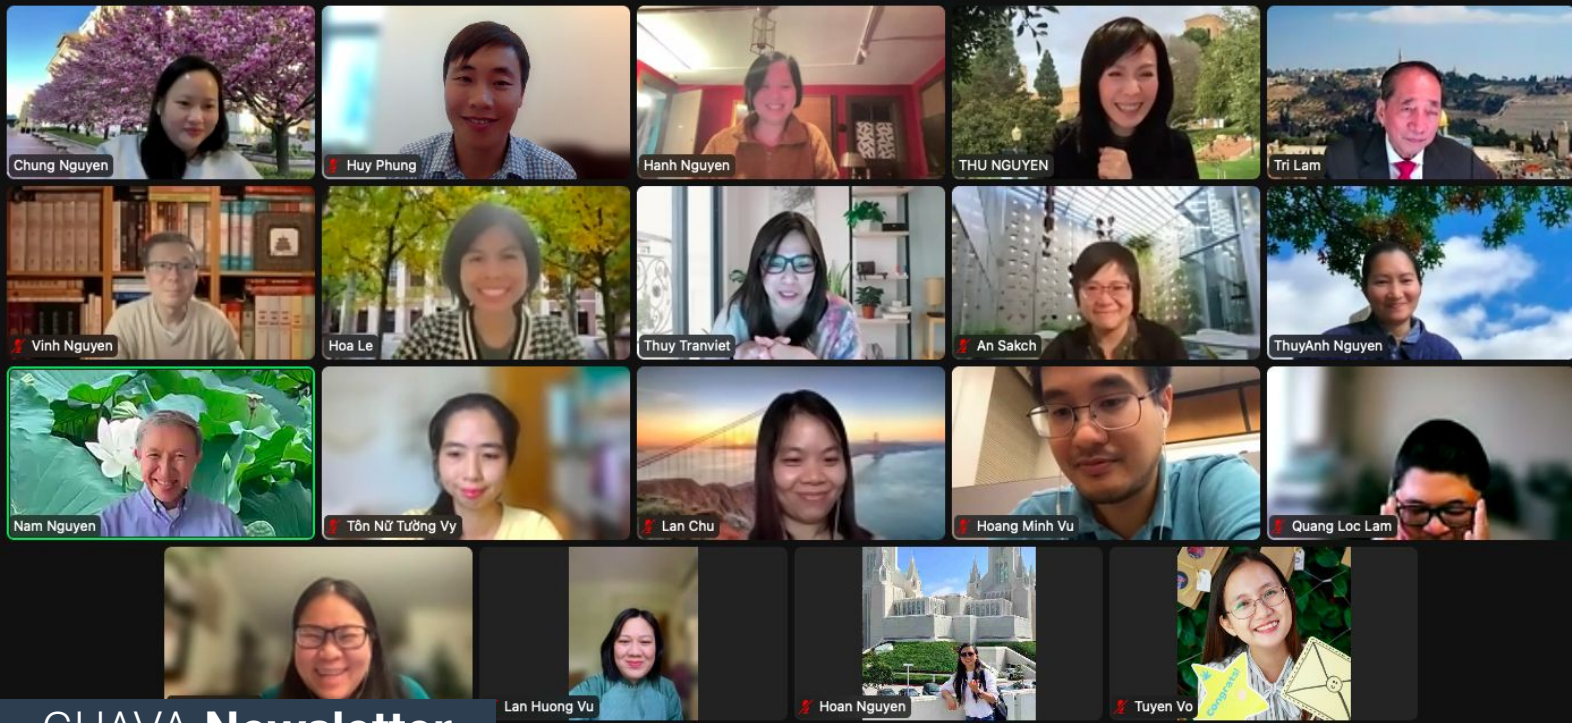 Chung Nguyen
Huy Phung
Hanh Nguyen
THU NGUYEN
Tri Lam
Vinh Nguyen
Hoa Le
Thuy Tranviet
An Sakch
ThuyAnh Nguyen
Nam Nguyen
Tôn Nữ Tường Vy
Lan Chu
Hoang Minh Vu
Quang Loc Lam
Lan Huong Vu
Hoan Nguyen
Tuyen Vo
congrats!
Newsletter